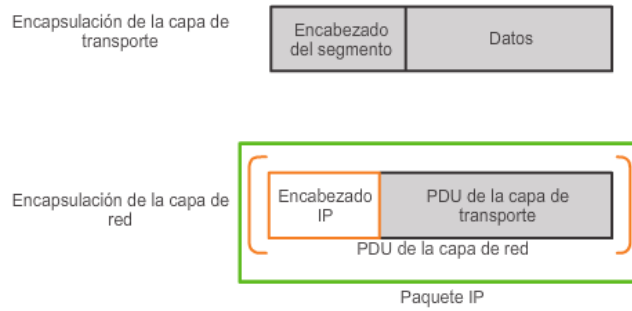 Encapsulación de la capa de
transporte
Encabezado
del segmento
Datos
Encapsulación de la capa de
red
Encabezado
IP
PDU de la capa de
transporte
PDU de la capa de red
Paquete IP